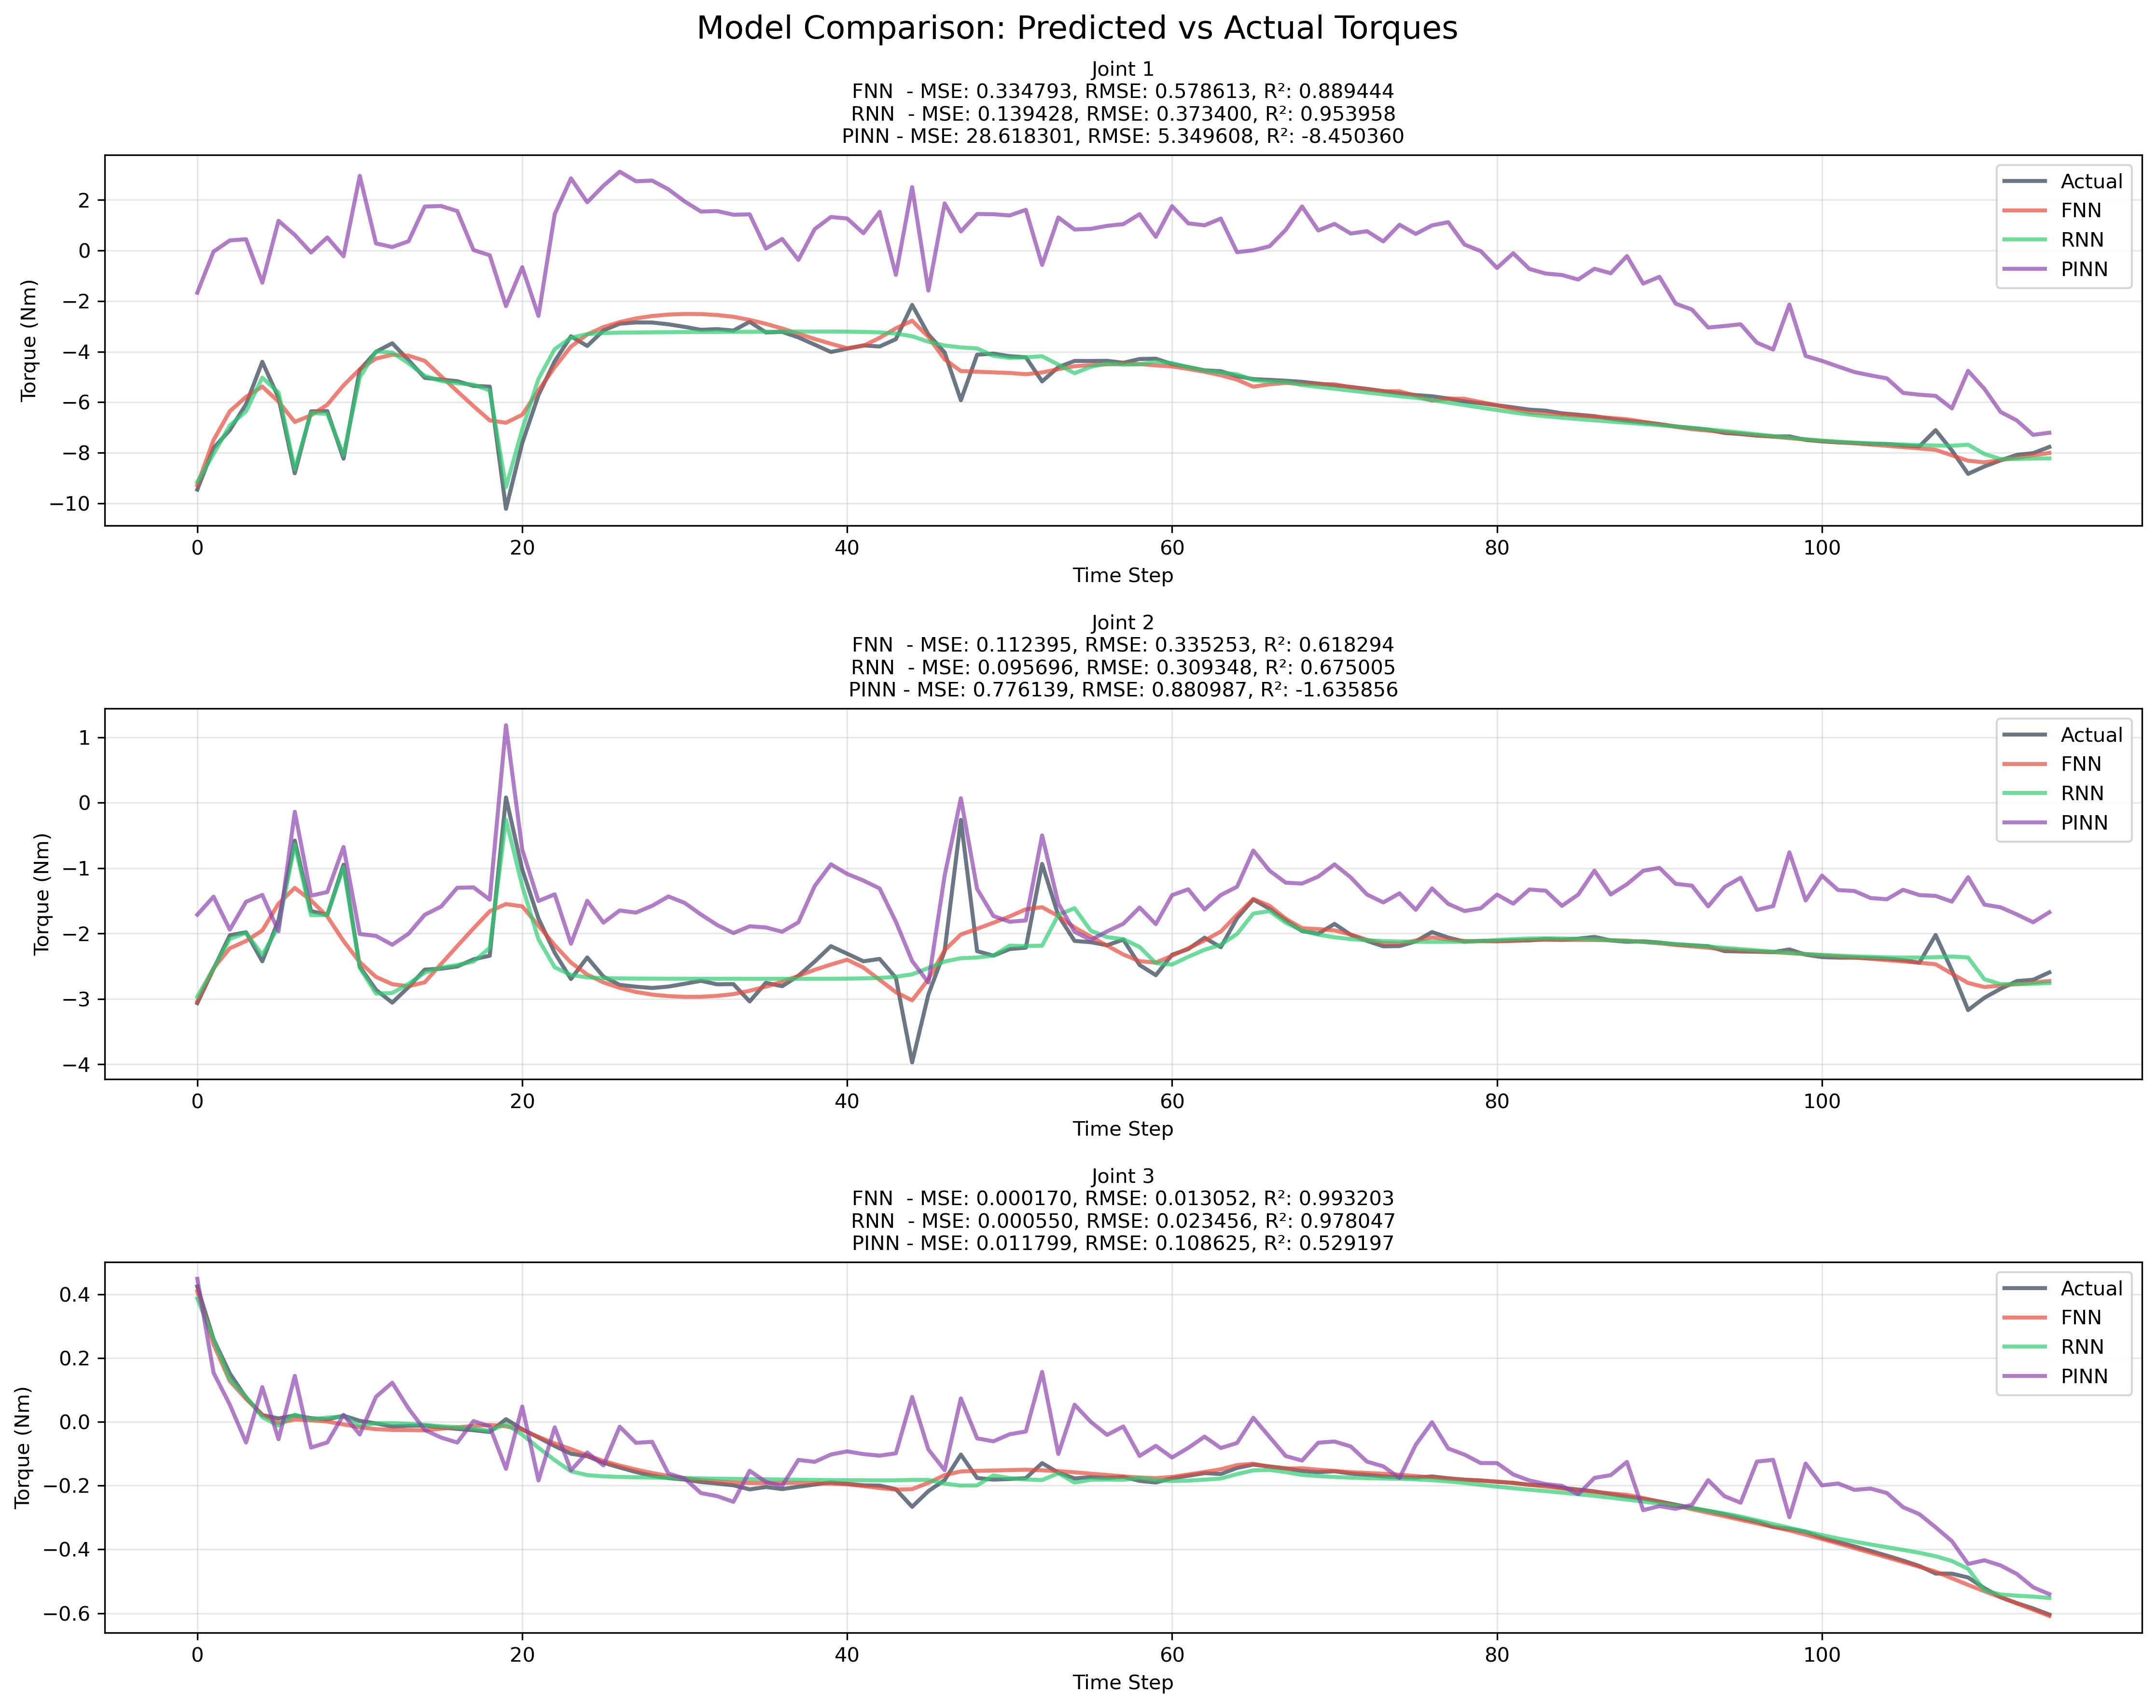 Model Comparison: Predicted vs Actual Torques
Joint 1
FNN  - MSE: 0.334793, RMSE: 0.578613, R²: 0.889444
RNN  - MSE: 0.139428, RMSE: 0.373400, R²: 0.953958
PINN - MSE: 28.618301, RMSE: 5.349608, R²: -8.450360
Torque (Nm)
2
0
−2
−4
−6
−8
−10
Actual
FNN
RNN
PINN
0 20 40 60 80 100
Time Step
Joint 2
FNN  - MSE: 0.112395, RMSE: 0.335253, R²: 0.618294
RNN  - MSE: 0.095696, RMSE: 0.309348, R²: 0.675005
PINN - MSE: 0.776139, RMSE: 0.880987, R²: -1.635856
Torque (Nm)
1
0
−1
−2
−3
−4
Actual
FNN
RNN
PINN
0 20 40 60 80 100
Time Step
Joint 3
FNN  - MSE: 0.000170, RMSE: 0.013052, R²: 0.993203
RNN  - MSE: 0.000550, RMSE: 0.023456, R²: 0.978047
PINN - MSE: 0.011799, RMSE: 0.108625, R²: 0.529197
Torque (Nm)
0.4
0.2
0.0
−0.2
−0.4
−0.6
Actual
FNN
RNN
PINN
0 20 40 60 80 100
Time Step